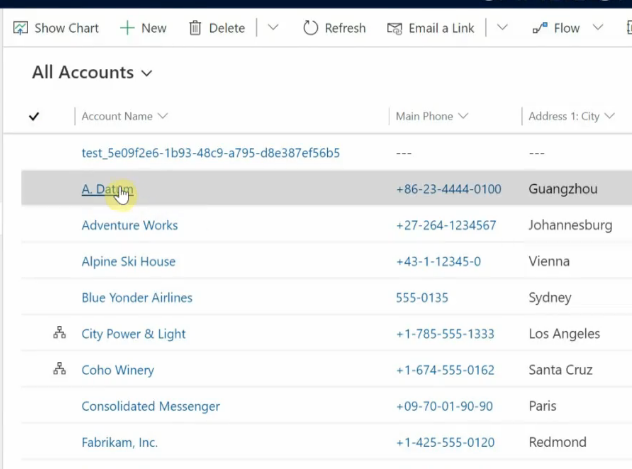 Show Chart New Delete Refresh Email a Link Flow
All Accounts
Account Name Main Phone Address 1: City
test_5e09f2e6-1b93-48c9-a795-d8e387ef56b5 --- ---
A. Datum +86-23-4444-0100 Guangzhou
Adventure Works +27-264-1234567 Johannesburg
Alpine Ski House +43-1-12345-0 Vienna
Blue Yonder Airlines 555-0135 Sydney
City Power & Light +1-785-555-1333 Los Angeles
Coho Winery +1-674-555-0162 Santa Cruz
Consolidated Messenger +09-70-01-90-90 Paris
Fabrikam, Inc. +1-425-555-0120 Redmond